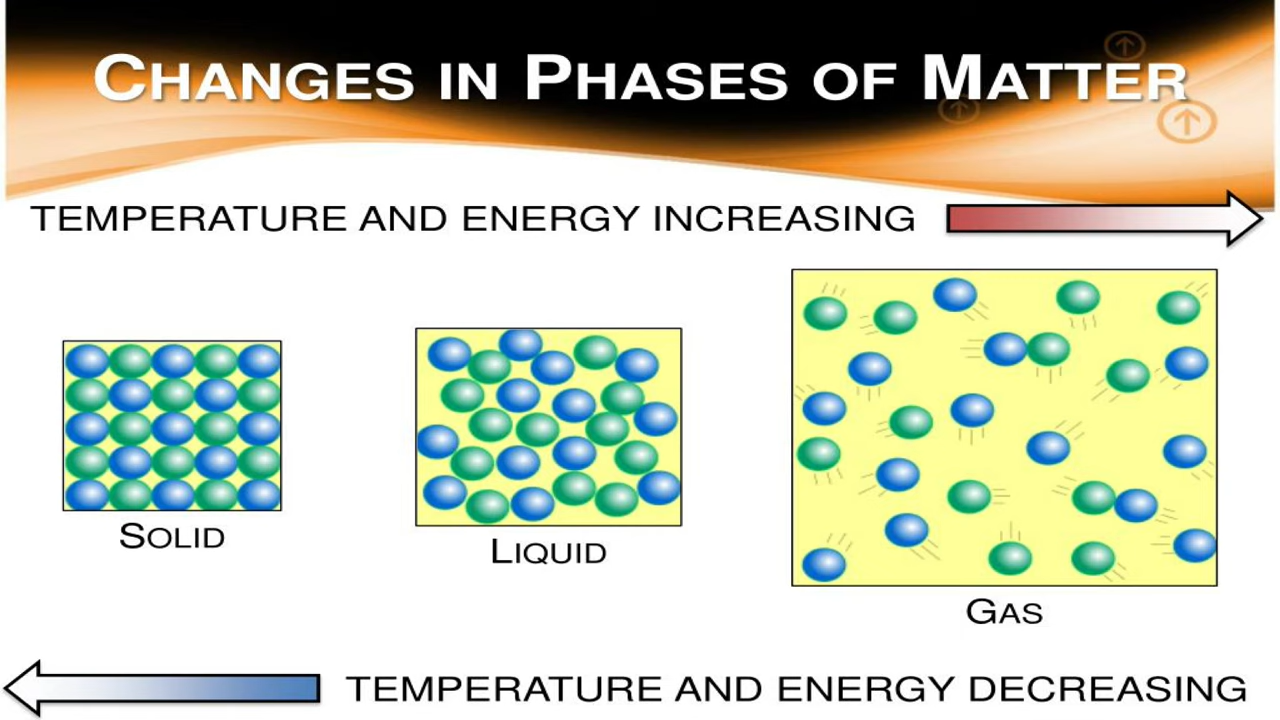 CHANGES IN PHASES OF MATTER
TEMPERATURE AND ENERGY INCREASING
SOLID
LIQUID
GAS
TEMPERATURE AND ENERGY DECREASING